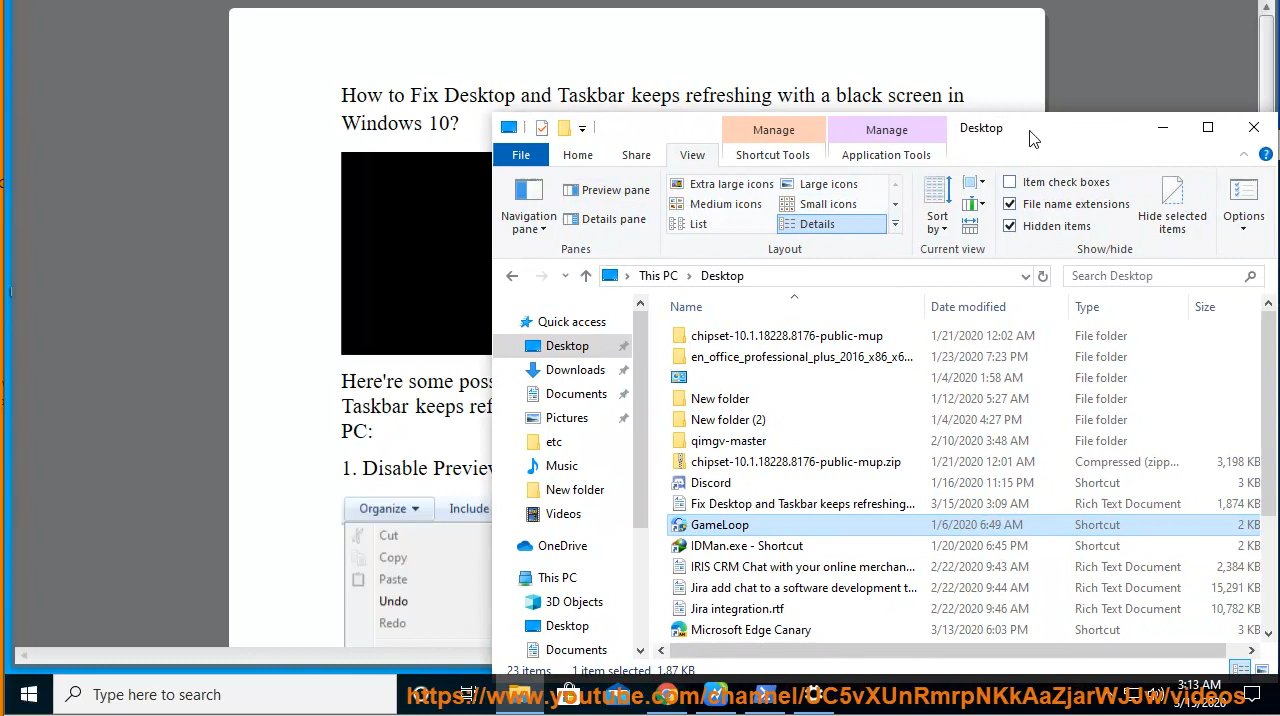 How to Fix Desktop and Taskbar keeps refreshing with a black screen in
Windows 10?
Here're some poss
Taskbar keeps ref
PC:
1. Disable Preview
Organize
Include
Cut
Copy
Paste
Undo
Redo
Manage
Manage
Desktop
File
Home
Share
View
Shortcut Tools
Application Tools
Navigation
pane
Preview pane
Details pane
Panes
Extra large icons
Large icons
Medium icons
Small icons
List
Details
Layout
Sort
by
Current view
Item check boxes
File name extensions
Hidden items
Hide selected
items
Show/hide
Options
This PC
Desktop
Search Desktop
Quick access
Desktop
Downloads
Documents
Pictures
etc
Music
New folder
Videos
OneDrive
This PC
3D Objects
Desktop
Documents
Name Date modified Type Size
chipset-10.1.18228.8176-public-mup 1/21/2020 12:02 AM File folder
en_office_professional_plus_2016_x86_x6... 1/23/2020 7:23 PM File folder
1/4/2020 1:58 AM File folder
New folder 1/12/2020 5:27 AM File folder
New folder (2) 1/4/2020 4:27 PM File folder
qimgv-master 2/10/2020 3:48 AM File folder
chipset-10.1.18228.8176-public-mup.zip 1/21/2020 12:01 AM Compressed (zipp... 3,198 KB
Discord 1/16/2020 11:15 PM Shortcut 3 KB
Fix Desktop and Taskbar keeps refreshing... 3/15/2020 3:09 AM Rich Text Document 1,874 KB
GameLoop 1/6/2020 6:49 AM Shortcut 2 KB
IDMan.exe - Shortcut 1/20/2020 6:45 PM Shortcut 2 KB
IRIS CRM Chat with your online merchan... 2/22/2020 9:43 AM Rich Text Document 2,384 KB
Jira add chat to a software development t... 2/22/2020 9:44 AM Rich Text Document 15,291 KB
Jira integration.rtf 2/22/2020 9:46 AM Rich Text Document 10,782 KB
Microsoft Edge Canary 3/13/2020 6:03 PM Shortcut 3 KB
23 items 1 item selected 1.87 KB
Type here to search
3:13 AM
3/15/2020